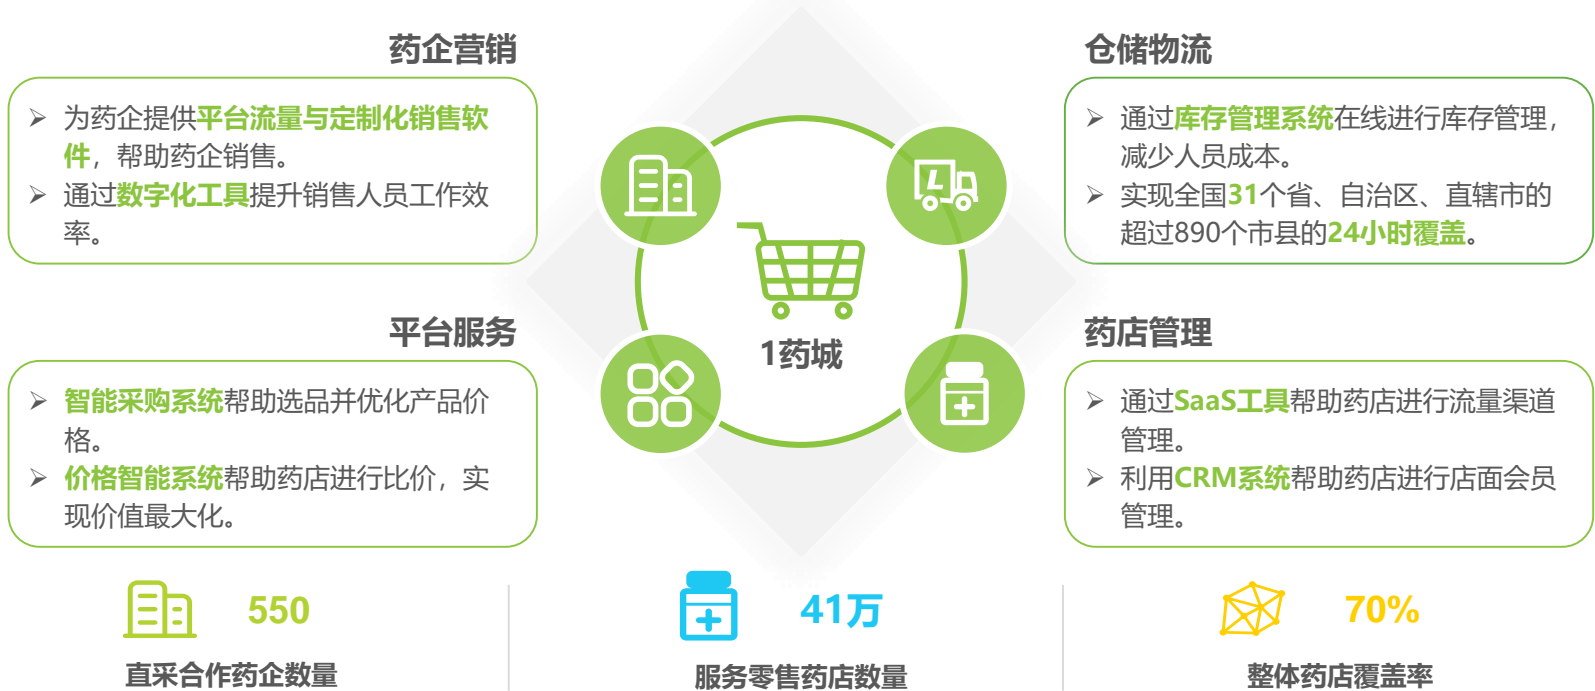 药企营销
➢ 为药企提供平台流量与定制化销售软
件，帮助药企销售。
➢ 通过数字化工具提升销售人员工作效
率。
仓储物流
➢ 通过库存管理系统在线进行库存管理，
减少人员成本。
➢ 实现全国31个省、自治区、直辖市的
超过890个市县的24小时覆盖。
L
1药城
平台服务
➢ 智能采购系统帮助选品并优化产品价
格。
➢ 价格智能系统帮助药店进行比价，实
现价值最大化。
药店管理
➢ 通过SaaS工具帮助药店进行流量渠道
管理。
➢ 利用CRM系统帮助药店进行店面会员
管理。
550
直采合作药企数量
41万
服务零售药店数量
70%
整体药店覆盖率